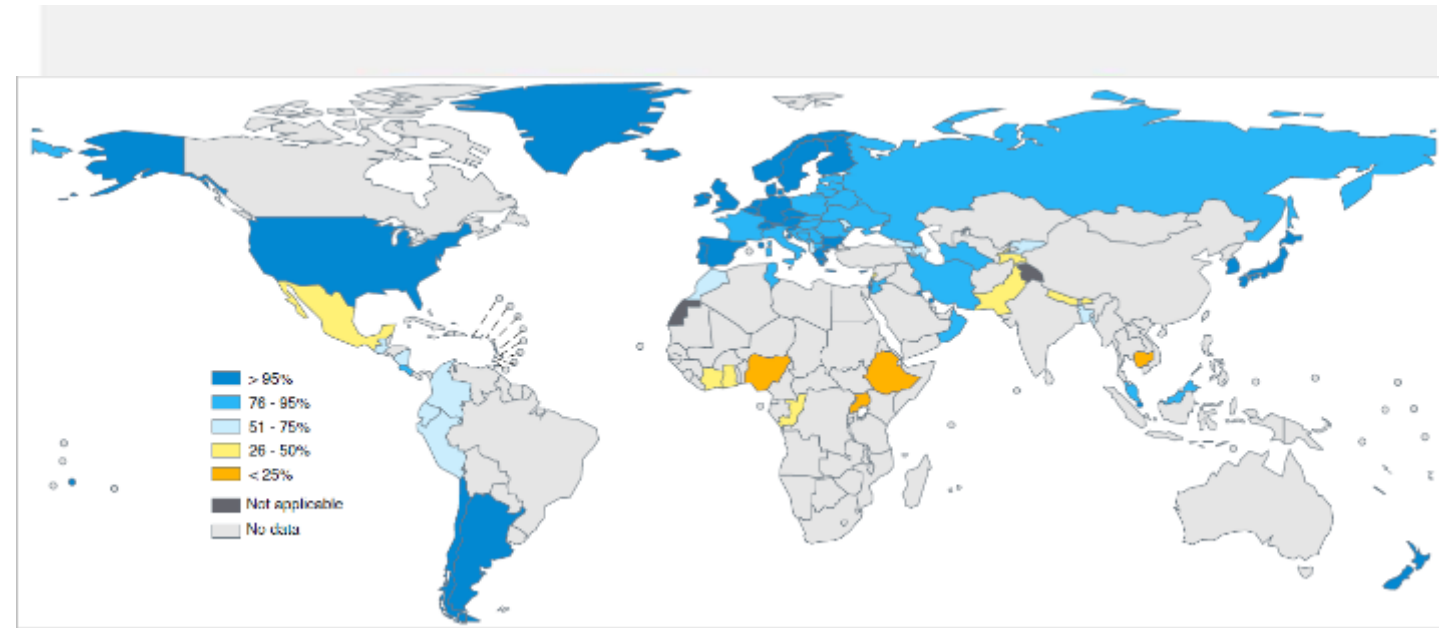 > 95%
76 - 95%
51 - 75%
26 - 50%
< 25%
Not applicable
No data